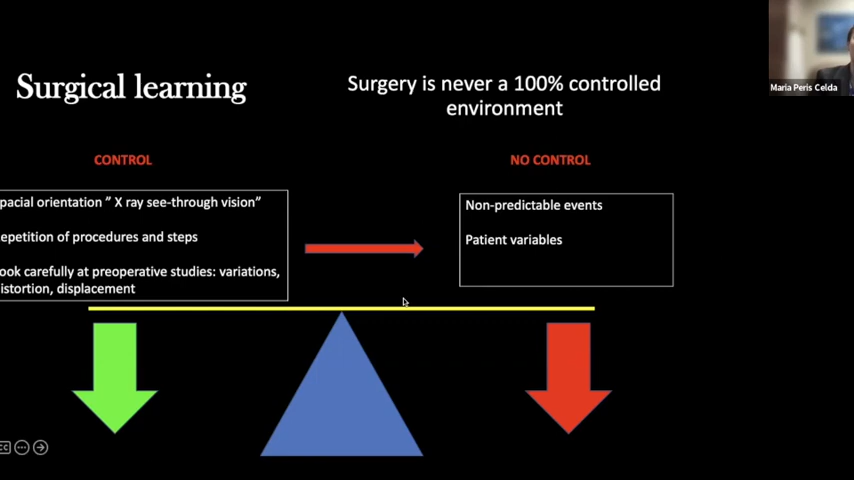 Surgical learning
Surgery is never a 100% controlled
environment
CONTROL
pacial orientation ” X ray see-through vision”
epetition of procedures and steps
ook carefully at preoperative studies: variations,
istortion, displacement
NO CONTROL
Non-predictable events
Patient variables
Maria Peris Celda
CC